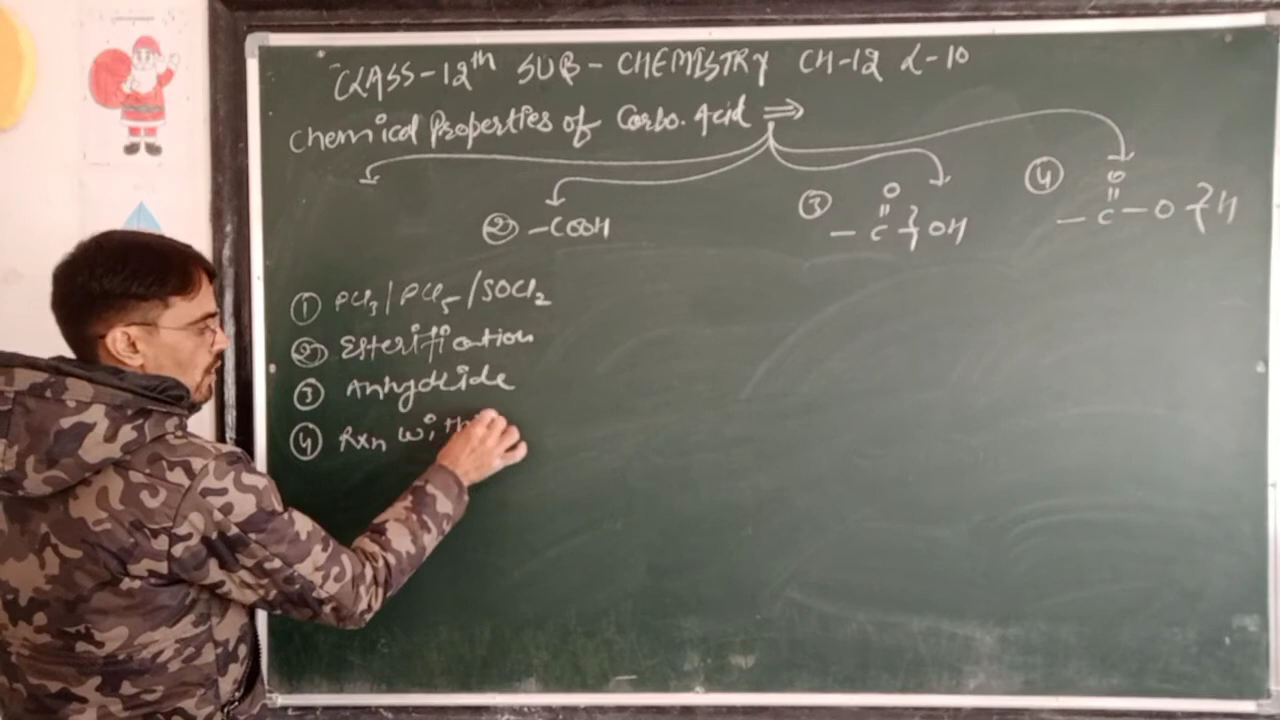 CLASS-12th SUB-CHEMISTRY CH-12 L-10
Chemical Properties of Carbo. Acid ⇒
② -COOH
③ O
|| 
- C } OH
④ O
||
- C - O } H
① PCl3 / PCl5 / SOCl2
② Esterification
③ Anhydride
④ Rxn with